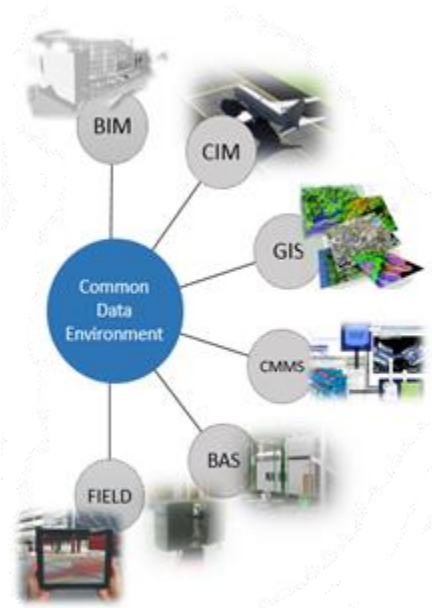 BIM
CIM
GIS
Common
Data
Environment
CMMS
BAS
FIELD